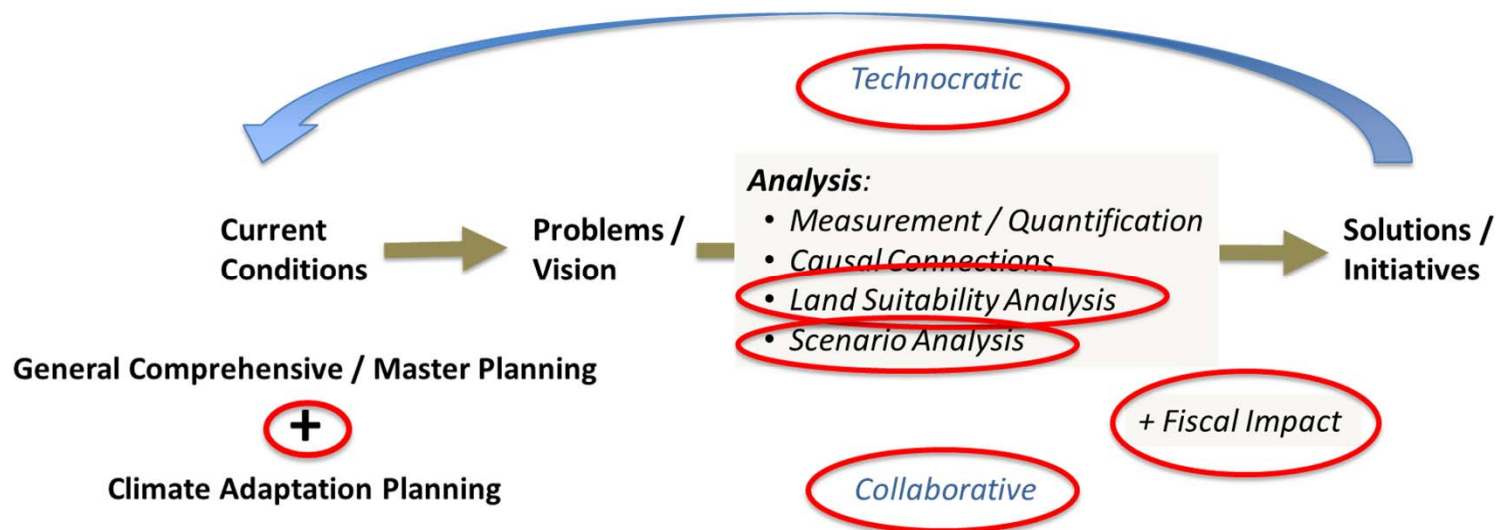 Technocratic
Current
Conditions
Problems /
Vision
Analysis:
• Measurement / Quantification
• Causal Connections
• Land Suitability Analysis
• Scenario Analysis
Solutions /
Initiatives
General Comprehensive / Master Planning
+
Climate Adaptation Planning
+ Fiscal Impact
Collaborative